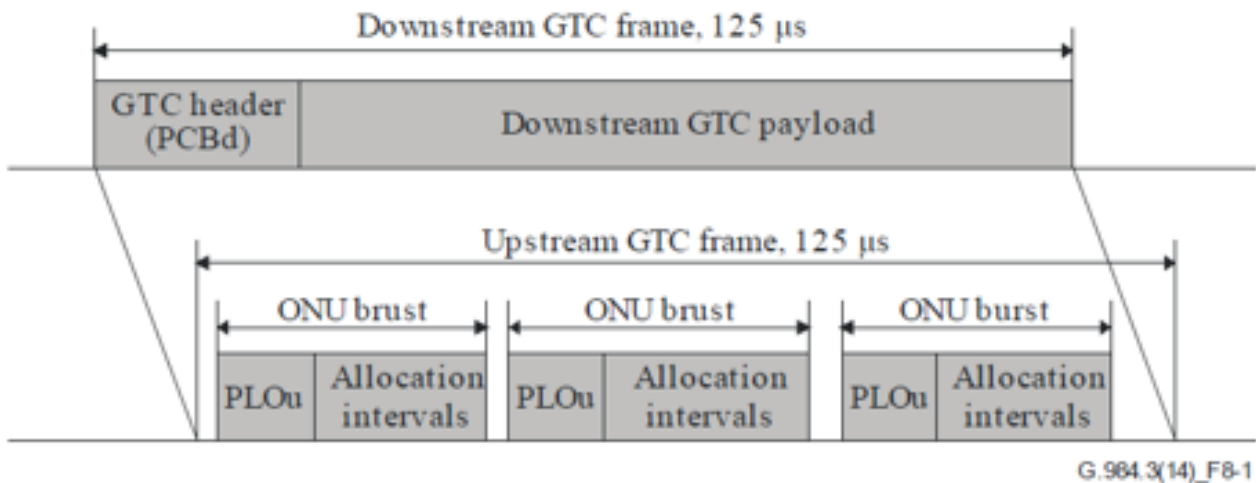 Downstream GTC frame, 125 µs
GTC header
(PCBd)
Downstream GTC payload
Upstream GTC frame, 125 µs
ONU brust
ONU brust
ONU burst
PLOu
Allocation
intervals
PLOu
Allocation
intervals
PLOu
Allocation
intervals
G.984.3(14)_F8-1